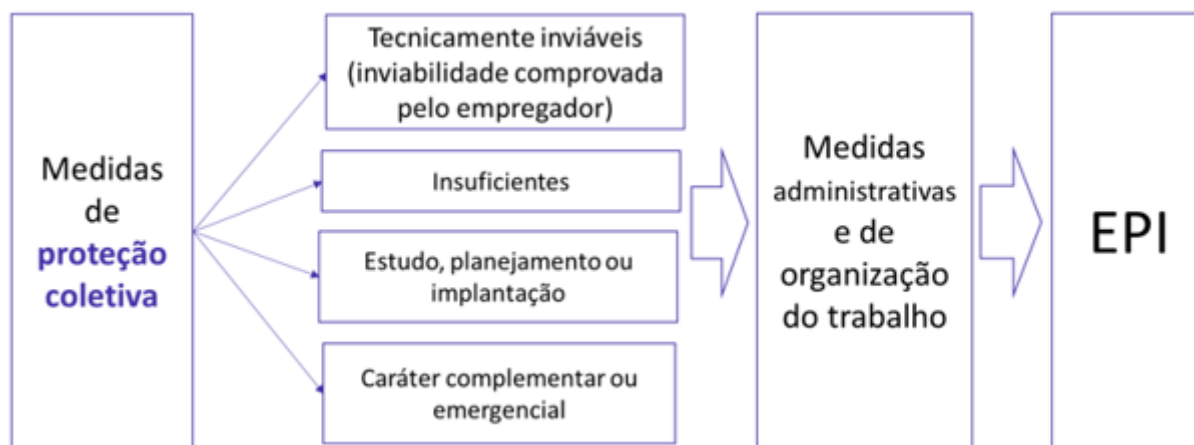 Medidas
de
proteção
coletiva
Tecnicamente inviáveis
(inviabilidade comprovada
pelo empregador)
Insuficientes
Estudo, planejamento ou
implantação
Caráter complementar ou
emergencial
Medidas
administrativas
e de
organização
do trabalho
EPI